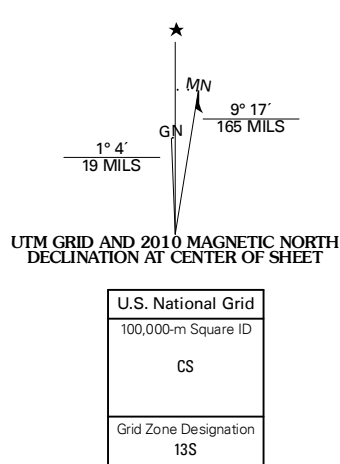 ★
MN
GN
9° 17´
165 MILS
1° 4´
19 MILS
UTM GRID AND 2010 MAGNETIC NORTH
DECLINATION AT CENTER OF SHEET
U.S. National Grid
100,000-m Square ID
CS
Grid Zone Designation
13S